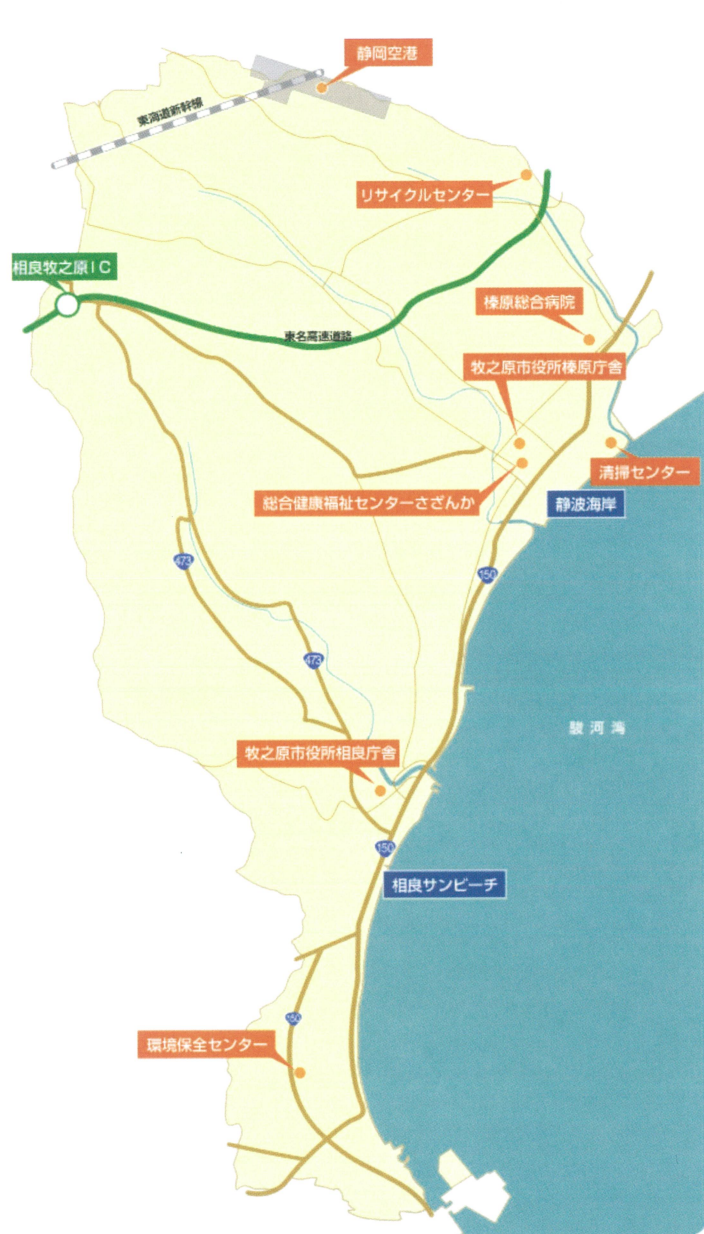 静岡空港
東海道新幹線
リサイクルセンター
相良牧之原IC
榛原総合病院
東名高速道路
牧之原市役所榛原庁舎
清掃センター
総合健康福祉センターさざんか
静波海岸
473
150
473
駿河湾
牧之原市役所相良庁舎
150
相良サンビーチ
150
環境保全センター